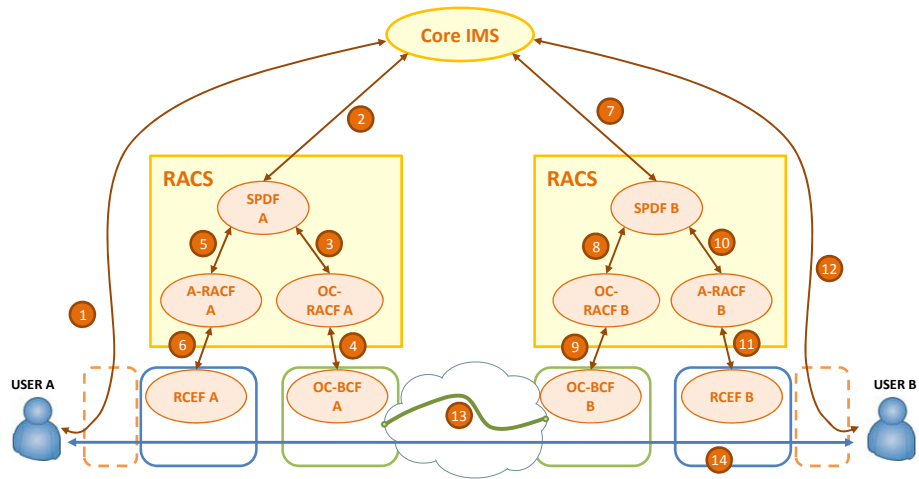 Core IMS
2
7
RACS
RACS
SPDF
A
SPDF B
5
3
8
10
12
A-RACF
A
OC-
RACF A
OC-
RACF B
A-RACF
B
1
6
4
9
11
USER A
USER B
RCEF A
OC-BCF
A
OC-BCF
B
RCEF B
13
14